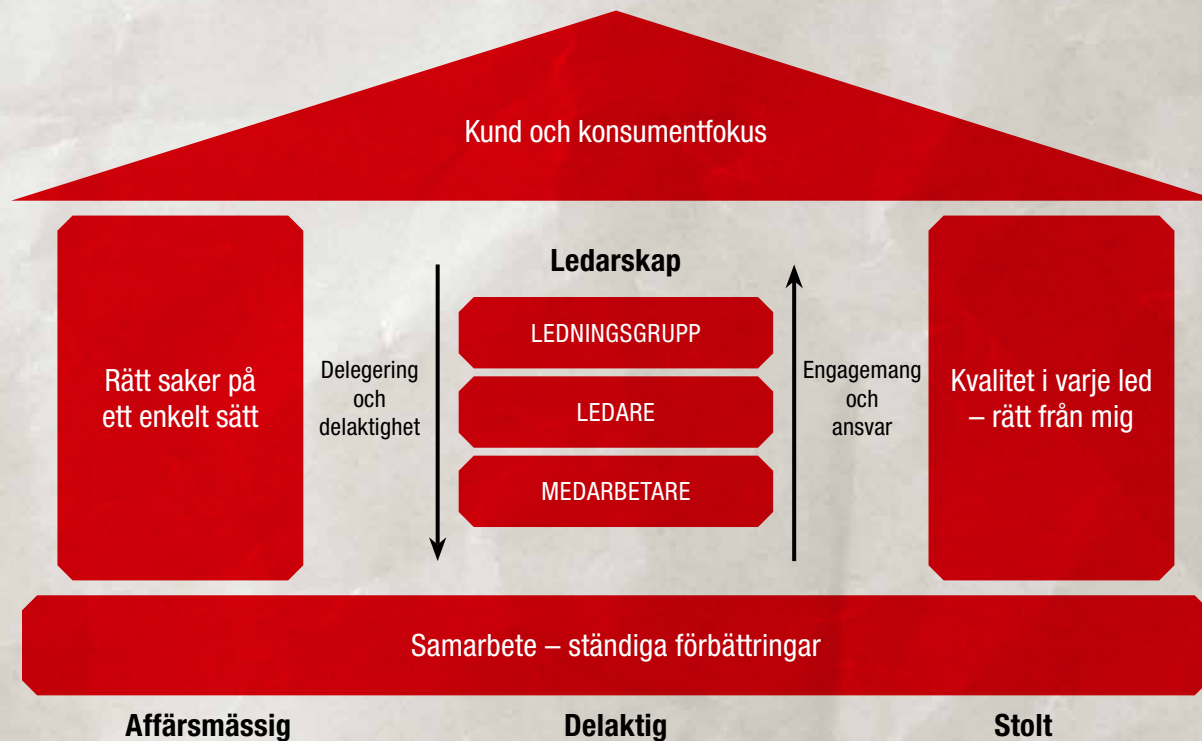 Kund och konsumentfokus
Rätt saker på
ett enkelt sätt
Delegering
och
delaktighet
Ledarskap
LEDNINGSGRUPP
LEDARE
MEDARBETARE
Engagemang
och
ansvar
Kvalitet i varje led
– rätt från mig
Samarbete – ständiga förbättringar
Affärsmässig
Delaktig
Stolt